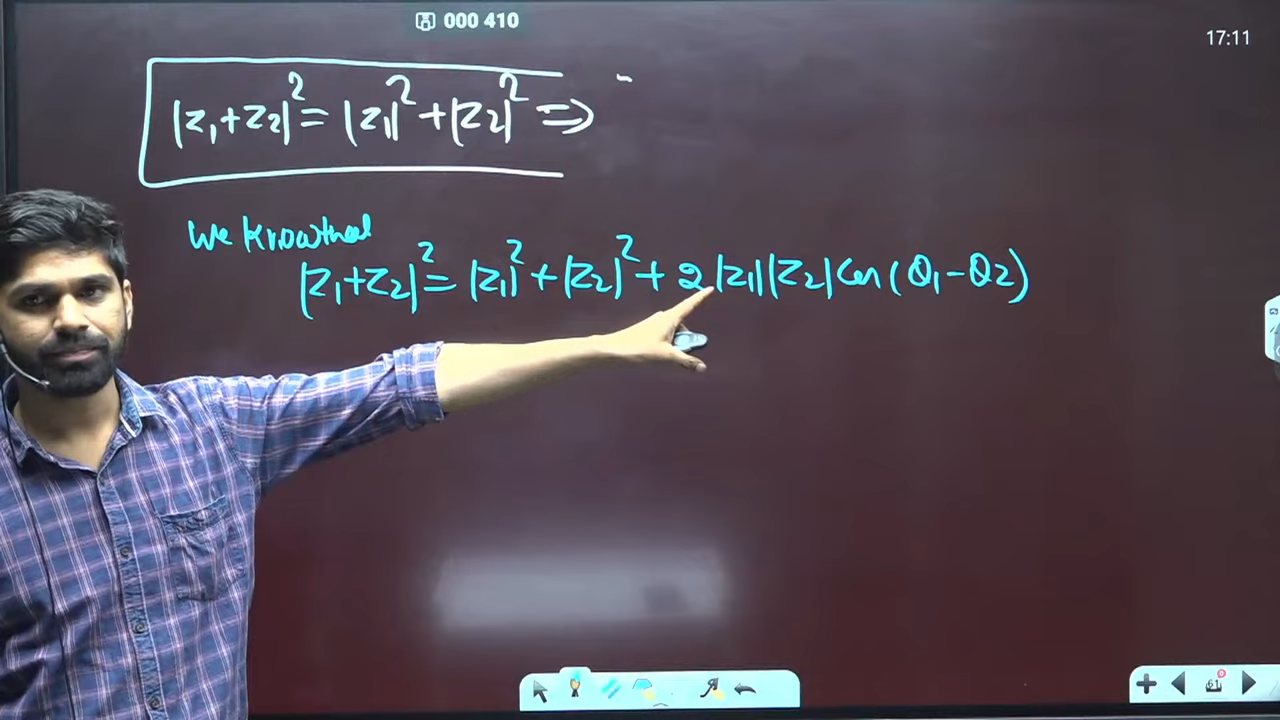 000 410
17:11
|z₁+z₂|² = |z₁|² + |z₂|² ⇒
We know that
|z₁+z₂|² = |z₁|² + |z₂|² + 2|z₁||z₂| Cos(θ₁-θ₂)